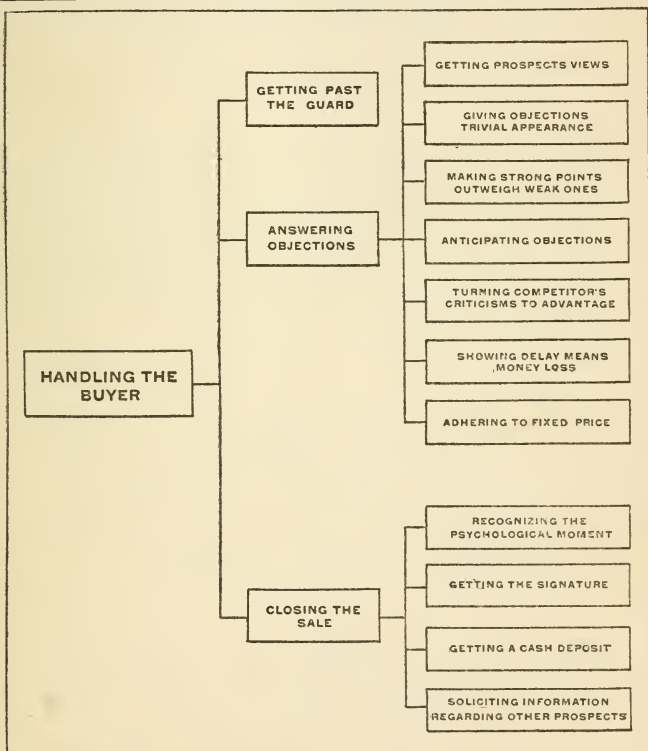 HANDLING THE
BUYER
GETTING PAST
THE GUARD
ANSWERING
OBJECTIONS
GETTING PROSPECTS VIEWS
GIVING OBJECTIONS
TRIVIAL APPEARANCE
MAKING STRONG POINTS
OUTWEIGH WEAK ONES
ANTICIPATING OBJECTIONS
TURNING COMPETITOR'S
CRITICISMS TO ADVANTAGE
SHOWING DELAY MEANS
MONEY LOSS
ADHERING TO FIXED PRICE
CLOSING THE
SALE
RECOGNIZING THE
PSYCHOLOGICAL MOMENT
GETTING THE SIGNATURE
GETTING A CASH DEPOSIT
SOLICITING INFORMATION
REGARDING OTHER PROSPECTS